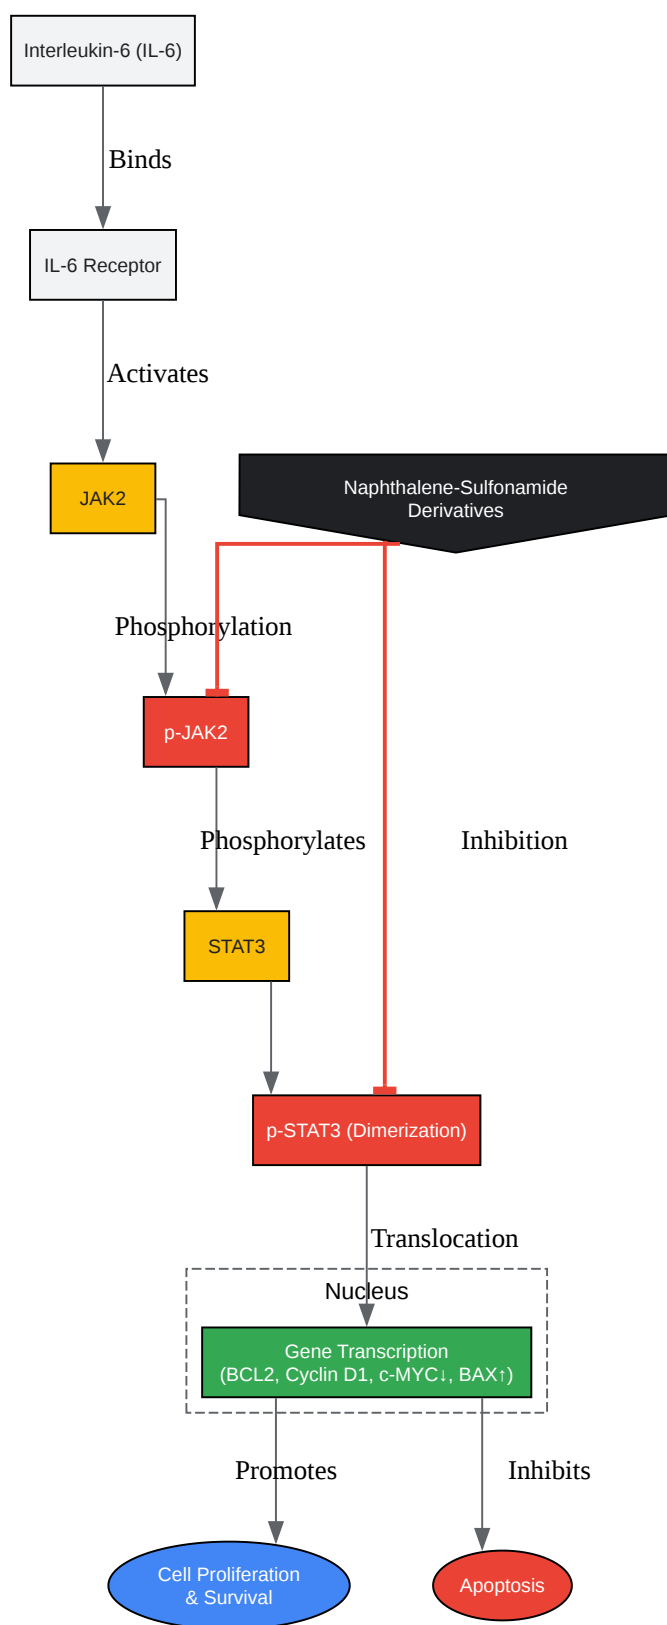 Interleukin-6 (IL-6)
Binds
IL-6 Receptor
Activates
JAK2
Naphthalene-Sulfonamide
Derivatives
Phosphorylation
p-JAK2
Phosphorylates
Inhibition
STAT3
p-STAT3 (Dimerization)
Translocation
Nucleus
Gene Transcription
(BCL2, Cyclin D1, c-MYC↓, BAX↑)
Promotes
Inhibits
Cell Proliferation
& Survival
Apoptosis